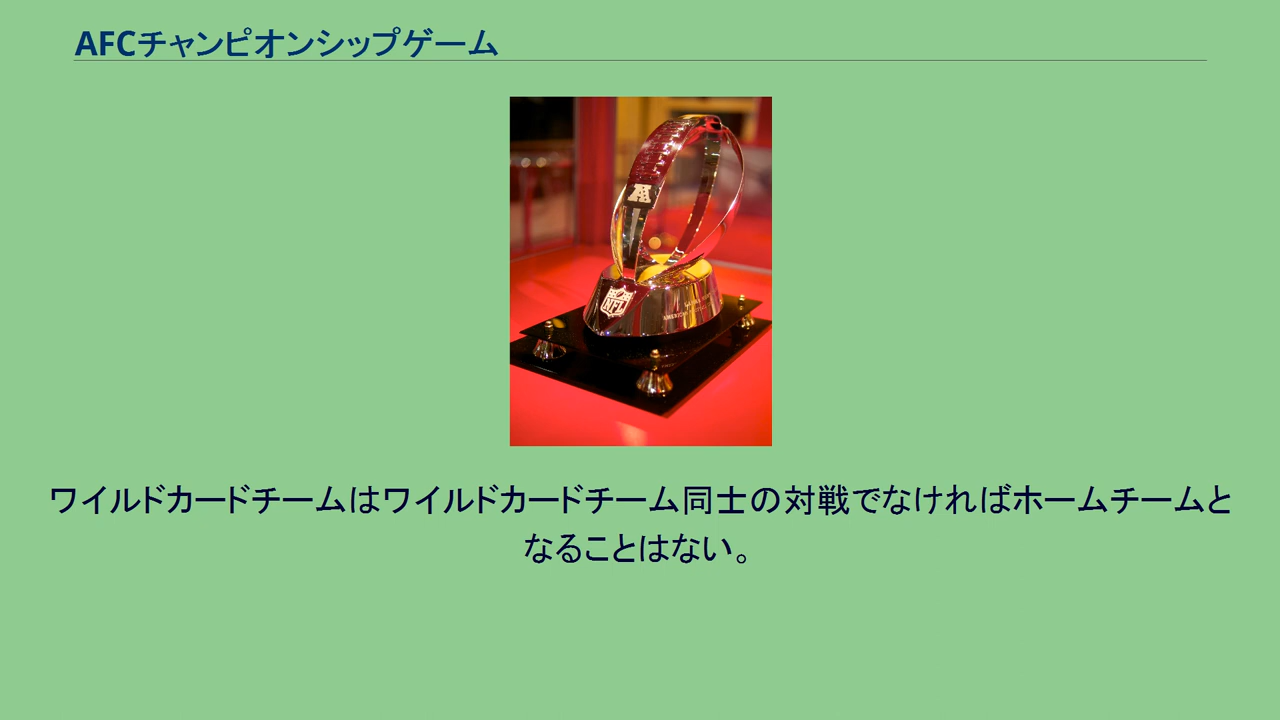 AFCチャンピオンシップゲーム
A
NFL
ワイルドカードチームはワイルドカードチーム同士の対戦でなければホームチームと
なることはない。